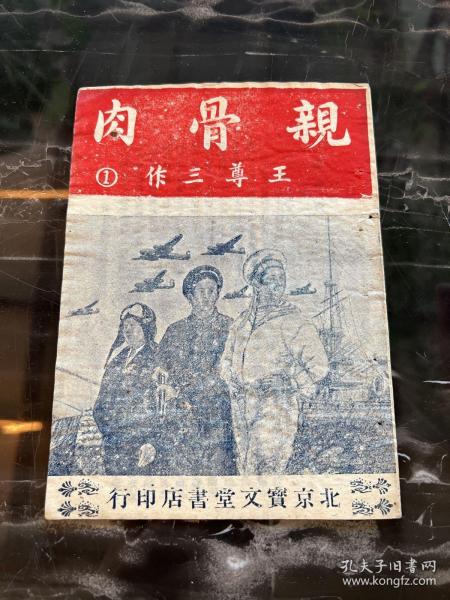 親骨肉
王尊三作 ①
北京寶文堂書店印行
孔夫子旧书网
www.kongfz.com